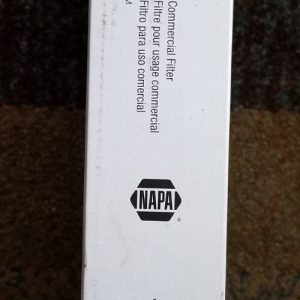 Commercial Filter
Filtre pour usage commercial
Filtro para uso comercial
M
NAPA
®